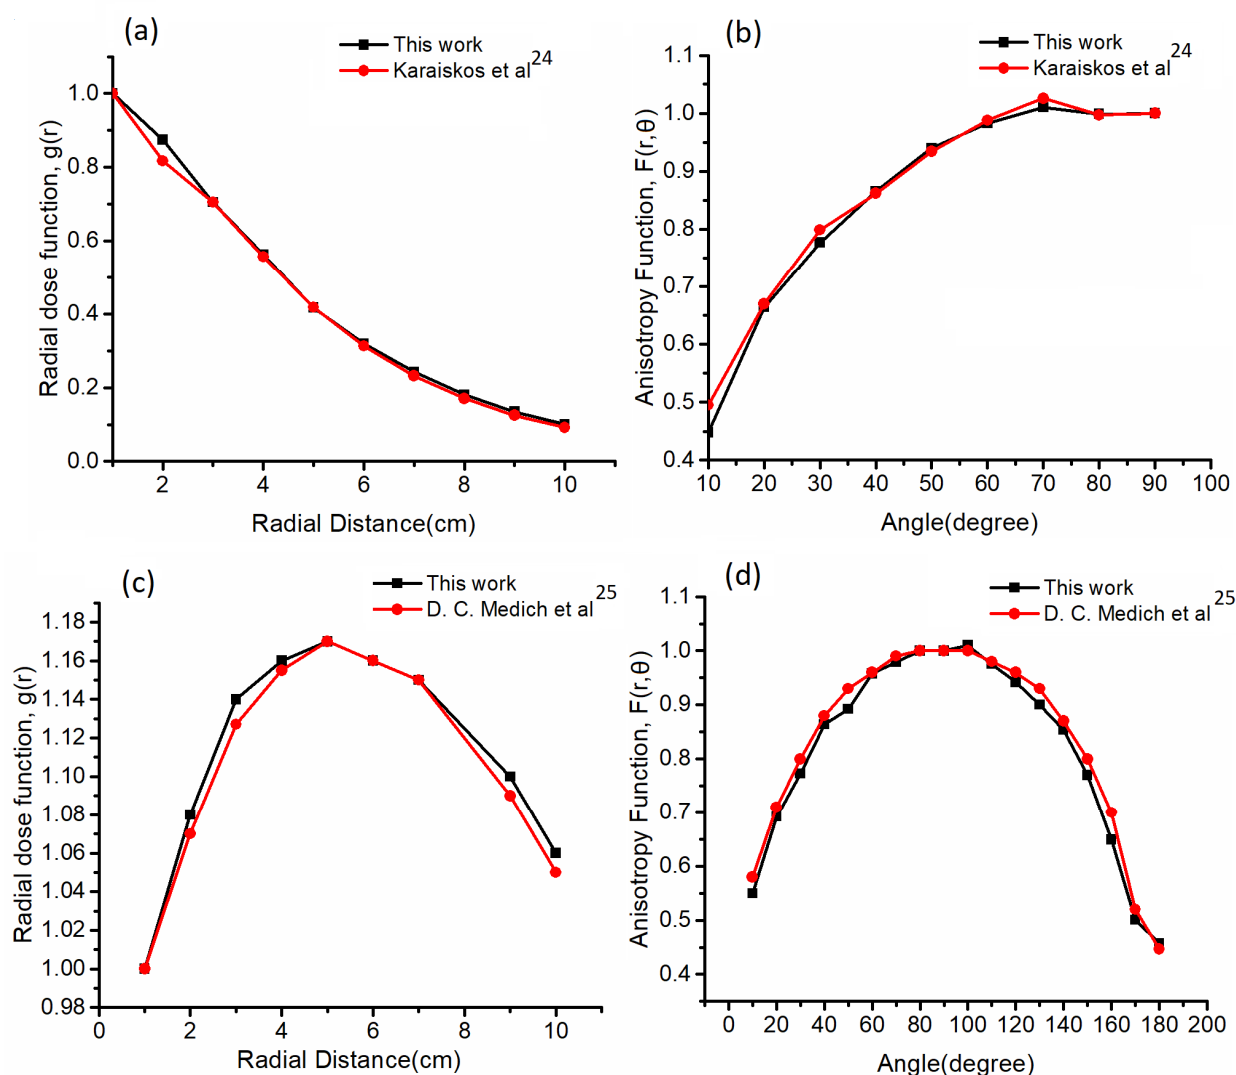 (a)
This work
Karaiskos et al24
Radial dose function, g(r)
1.0
0.8
0.6
0.4
0.2
0.0
2 4 6 8 10
Radial Distance(cm)
(b)
This work
Karaiskos et al24
Anisotropy Function, F(r,θ)
1.1
1.0
0.9
0.8
0.7
0.6
0.5
0.4
10 20 30 40 50 60 70 80 90 100
Angle(degree)
(c)
This work
D. C. Medich et al25
Radial dose function, g(r)
1.18
1.16
1.14
1.12
1.10
1.08
1.06
1.04
1.02
1.00
0.98
0 2 4 6 8 10
Radial Distance(cm)
(d)
This work
D. C. Medich et al25
Anisotropy Function, F(r,θ)
1.1
1.0
0.9
0.8
0.7
0.6
0.5
0.4
0 20 40 60 80 100 120 140 160 180 200
Angle(degree)